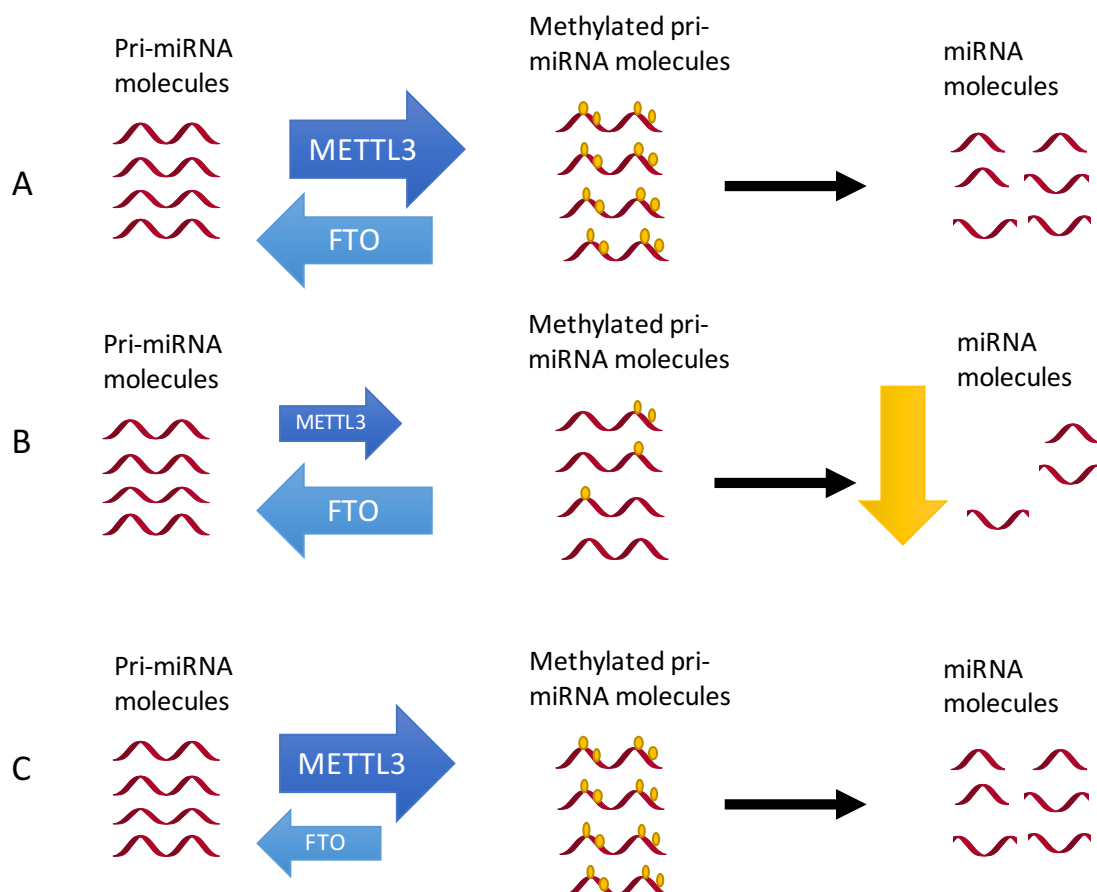 Pri-miRNA
molecules
Methylated pri-
miRNA molecules
miRNA
molecules
A
METTL3
FTO
Pri-miRNA
molecules
Methylated pri-
miRNA molecules
miRNA
molecules
B
METTL3
FTO
Pri-miRNA
molecules
Methylated pri-
miRNA molecules
miRNA
molecules
C
METTL3
FTO